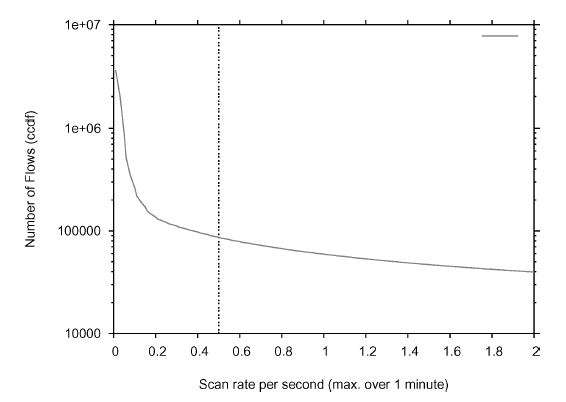 1e+07
1e+06
100000
10000
Number of Flows (ccdf)
0 0.2 0.4 0.6 0.8 1 1.2 1.4 1.6 1.8 2
Scan rate per second (max. over 1 minute)